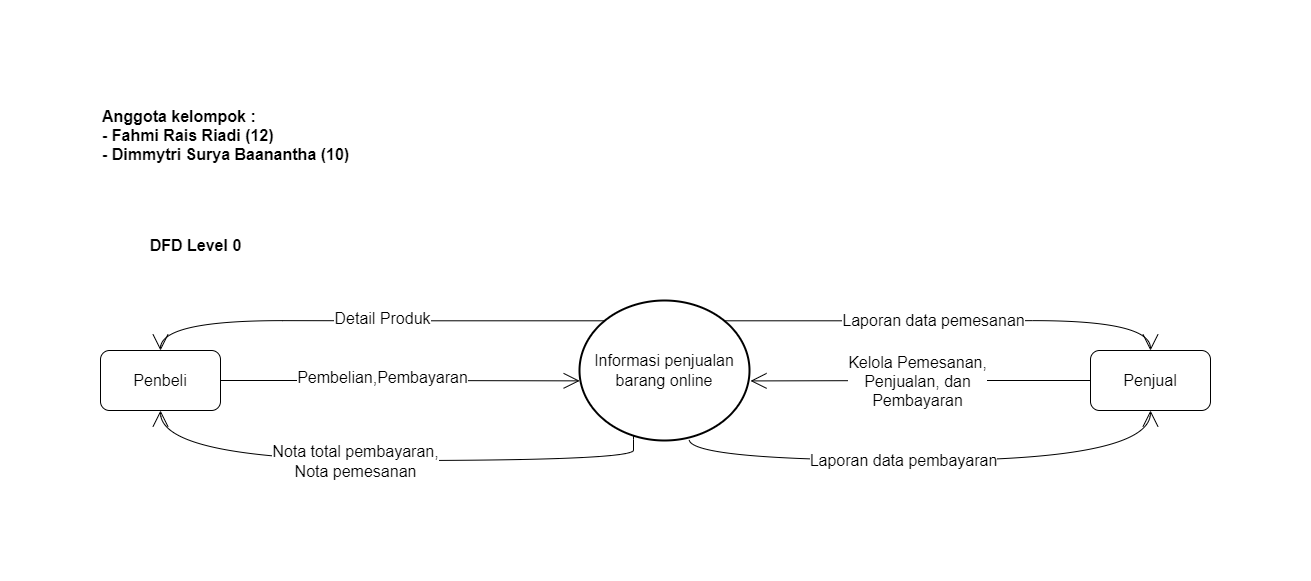 Anggota kelompok :
- Fahmi Rais Riadi (12)
- Dimmytri Surya Baanantha (10)
DFD Level 0
Detail Produk
Laporan data pemesanan
Penbeli
Pembelian,Pembayaran
Informasi penjualan
barang online
Kelola Pemesanan,
Penjualan, dan
Pembayaran
Penjual
Nota total pembayaran,
Nota pemesanan
Laporan data pembayaran